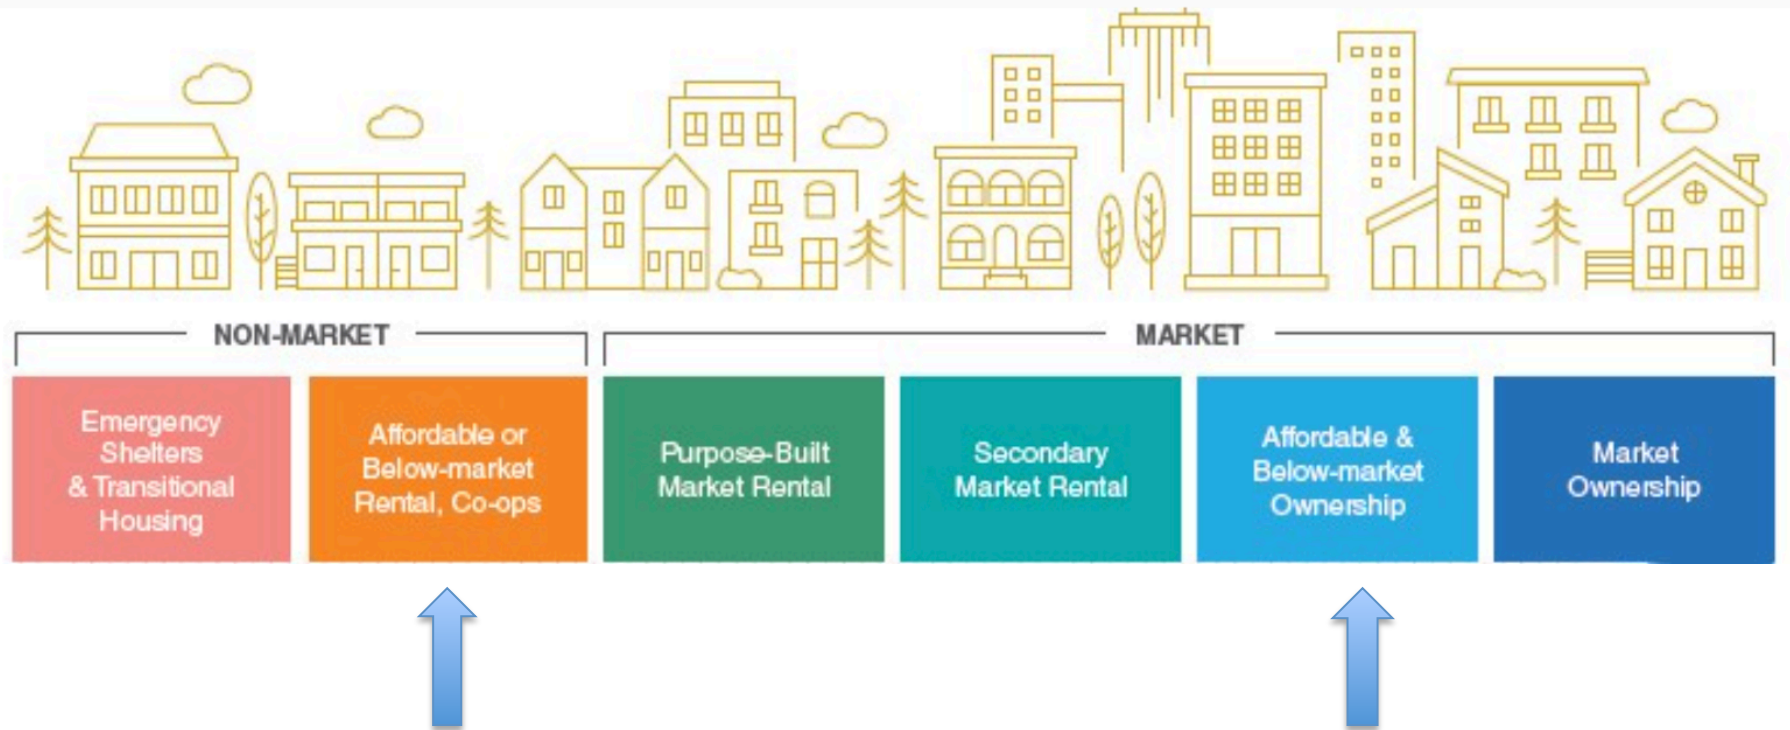 NON-MARKET
MARKET
Emergency
Shelters
& Transitional
Housing
Affordable or
Below-market
Rental, Co-ops
Purpose-Built
Market Rental
Secondary
Market Rental
Affordable &
Below-market
Ownership
Market
Ownership